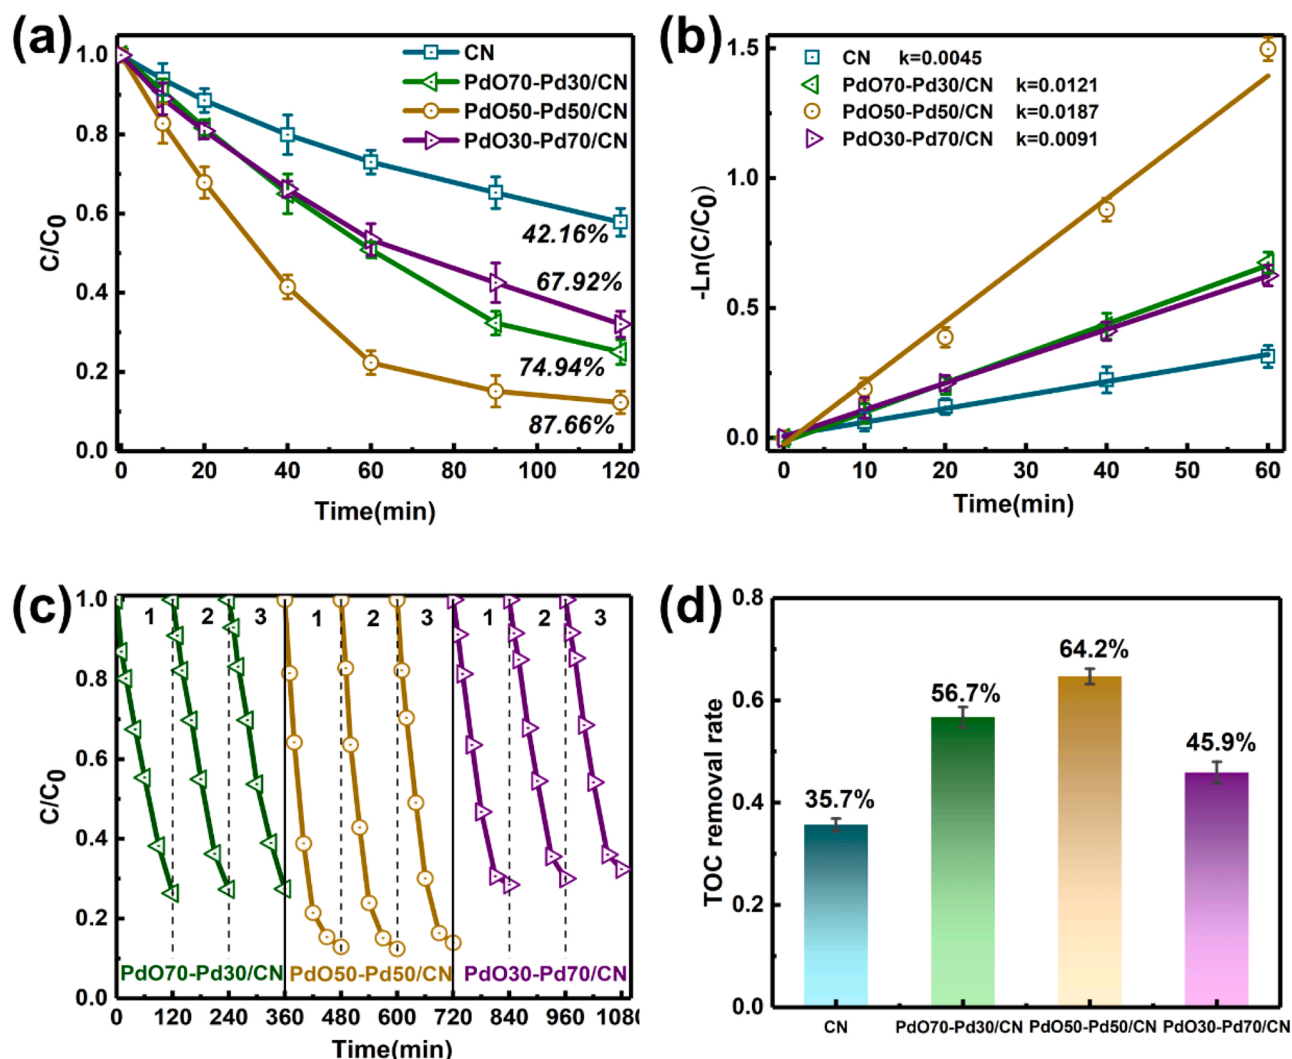 (a)
1.0
0.8
0.6
0.4
0.2
0.0
C/C0
CN
PdO70-Pd30/CN
PdO50-Pd50/CN
PdO30-Pd70/CN
42.16%
67.92%
74.94%
87.66%
0 20 40 60 80 100 120
Time(min)
(b)
1.5
1.0
0.5
0.0
-Ln(C/C0)
CN k=0.0045
PdO70-Pd30/CN k=0.0121
PdO50-Pd50/CN k=0.0187
PdO30-Pd70/CN k=0.0091
0 10 20 30 40 50 60
Time(min)
(c)
1.0
0.8
0.6
0.4
0.2
0.0
C/C0
1 2 3 1 2 3 1 2 3
PdO70-Pd30/CN PdO50-Pd50/CN PdO30-Pd70/CN
0 120 240 360 480 600 720 840 960 1080
Time(min)
(d)
0.8
0.6
0.4
0.2
0.0
TOC removal rate
35.7%
56.7%
64.2%
45.9%
CN PdO70-Pd30/CN PdO50-Pd50/CN PdO30-Pd70/CN